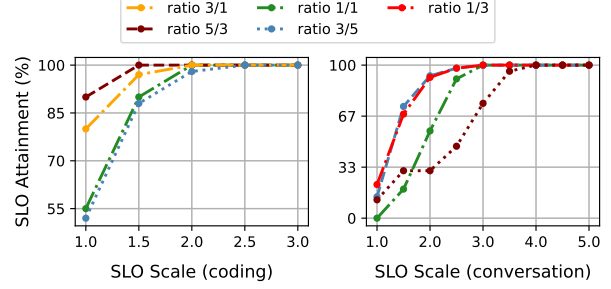 ratio 3/1 ratio 1/1 ratio 1/3
ratio 5/3 ratio 3/5
SLO Attainment (%)
100
85
70
55
1.0 1.5 2.0 2.5 3.0
SLO Scale (coding)
100
67
33
0
1.0 2.0 3.0 4.0 5.0
SLO Scale (conversation)